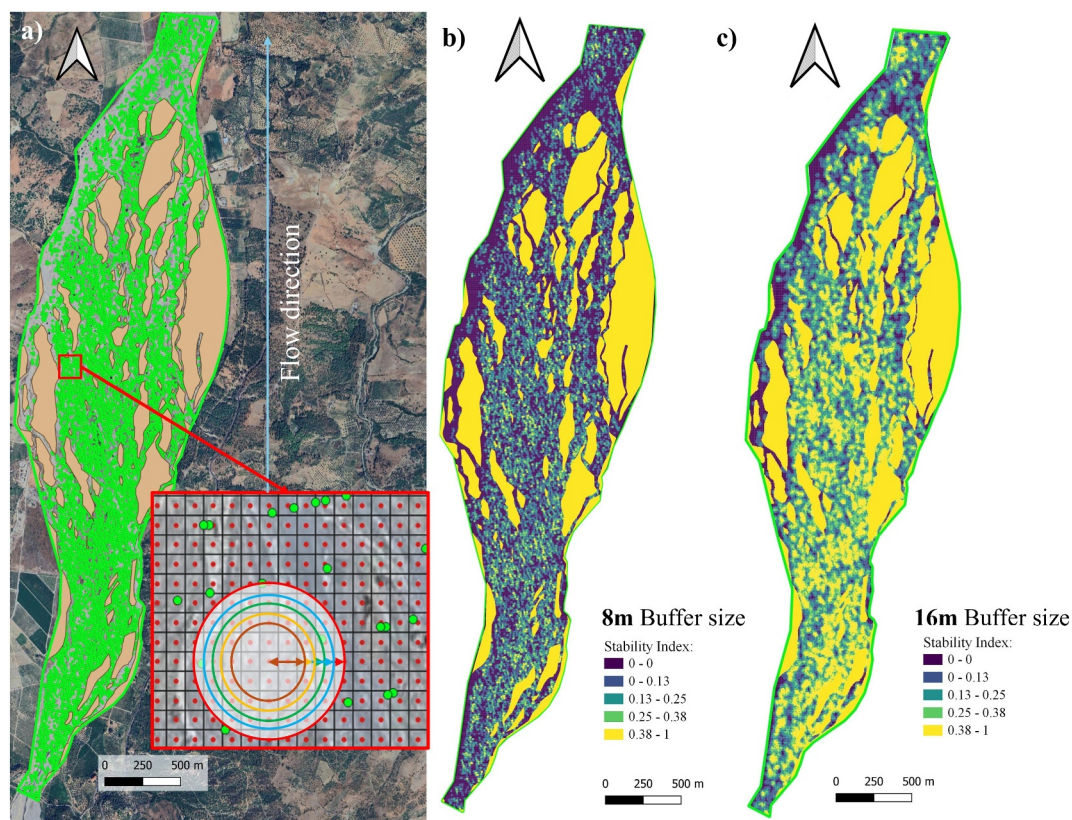 a)
Flow direction
0 250 500 m
b)
8m Buffer size
Stability Index:
0 - 0
0 - 0.13
0.13 - 0.25
0.25 - 0.38
0.38 - 1
0 250 500 m
c)
16m Buffer size
Stability Index:
0 - 0
0 - 0.13
0.13 - 0.25
0.25 - 0.38
0.38 - 1
0 250 500 m